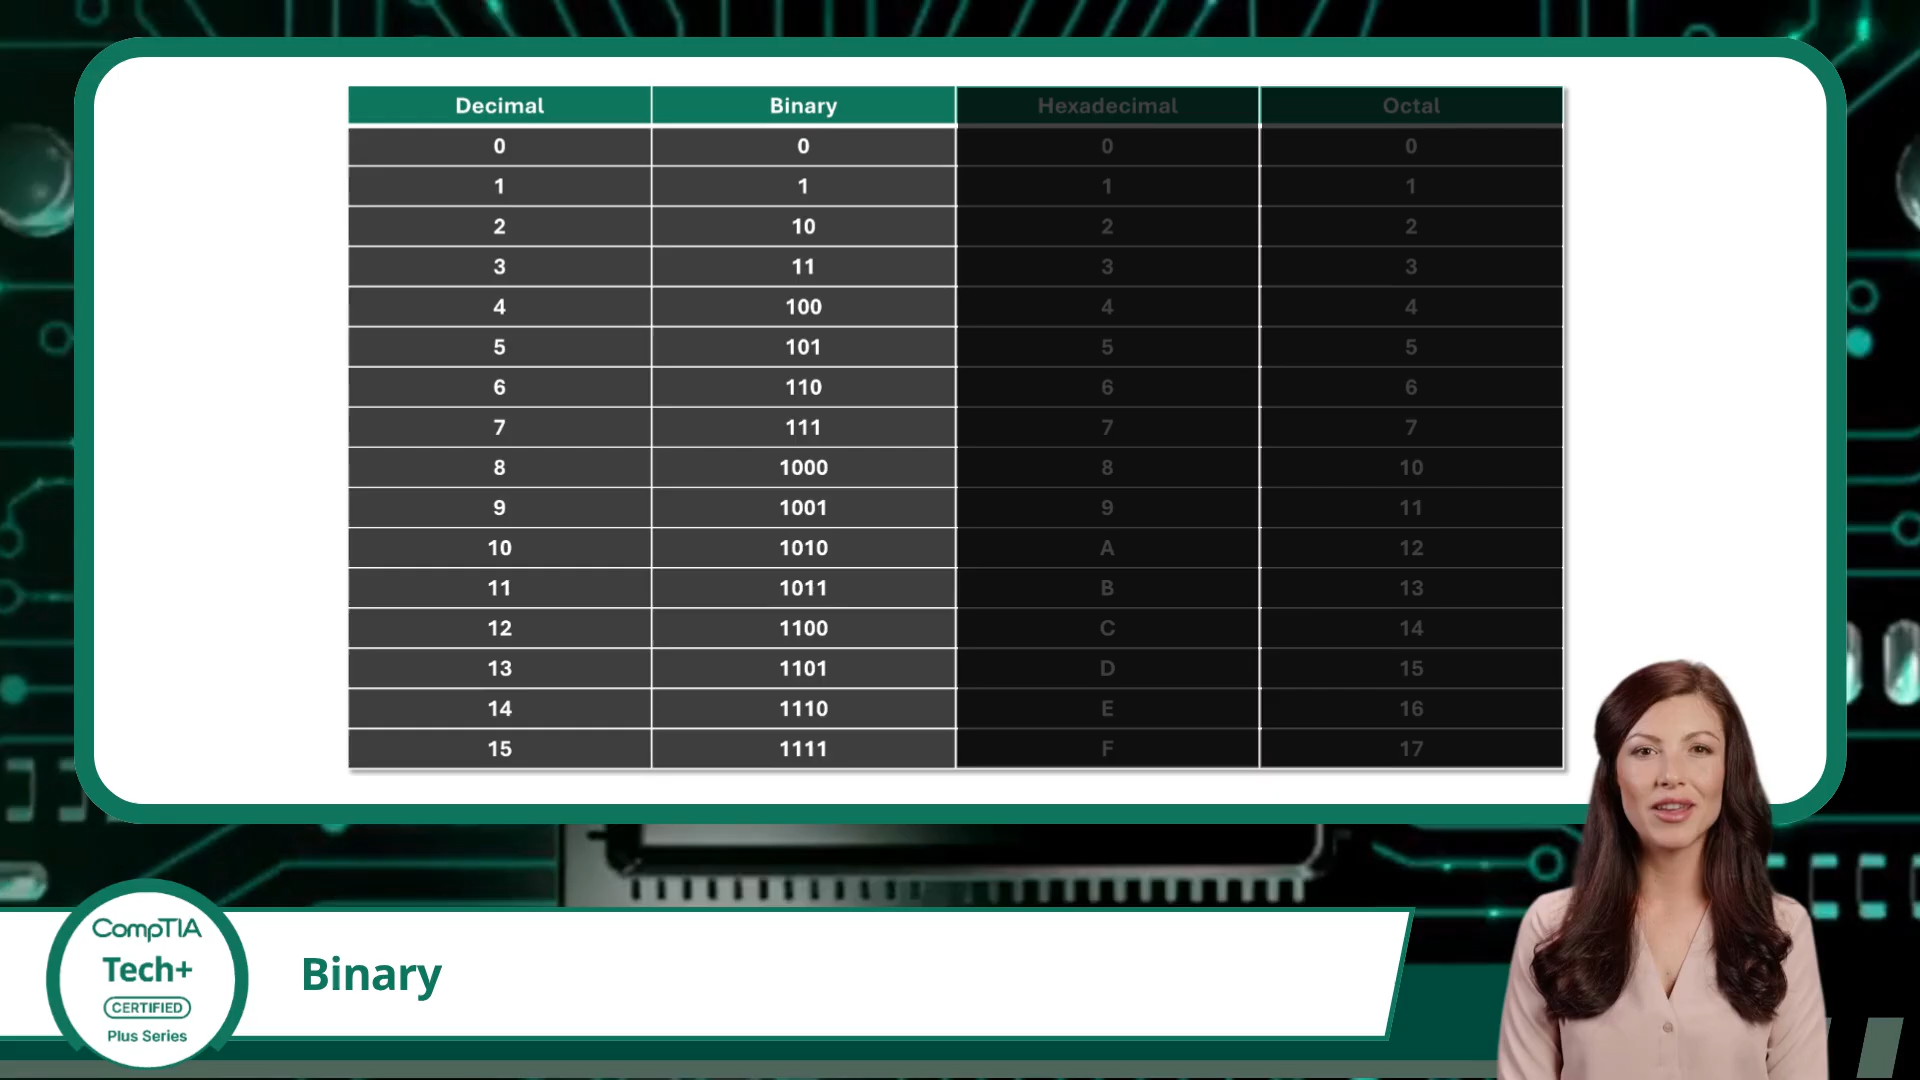 Decimal Binary Hexadecimal Octal
0 0 0 0
1 1 1 1
2 10 2 2
3 11 3 3
4 100 4 4
5 101 5 5
6 110 6 6
7 111 7 7
8 1000 8 10
9 1001 9 11
10 1010 A 12
11 1011 B 13
12 1100 C 14
13 1101 D 15
14 1110 E 16
15 1111 F 17
CompTIA
Tech+
CERTIFIED
Plus Series
Binary